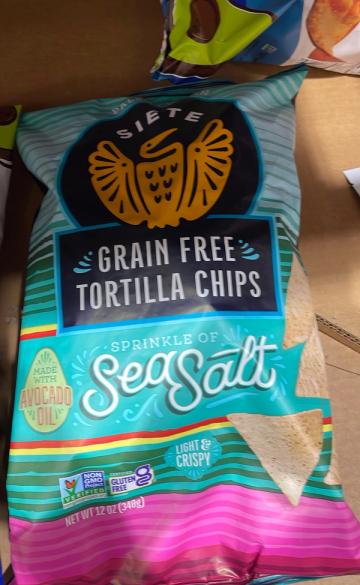 SIETE
GRAIN FREE
TORTILLA CHIPS
SPRINKLE OF
Sea Salt
MADE
WITH
AVOCADO
OIL
LIGHT &
CRISPY
NON
GMO
Project
VERIFIED
CERTIFIED
GLUTEN
FREE
NET WT 12 OZ (340g)